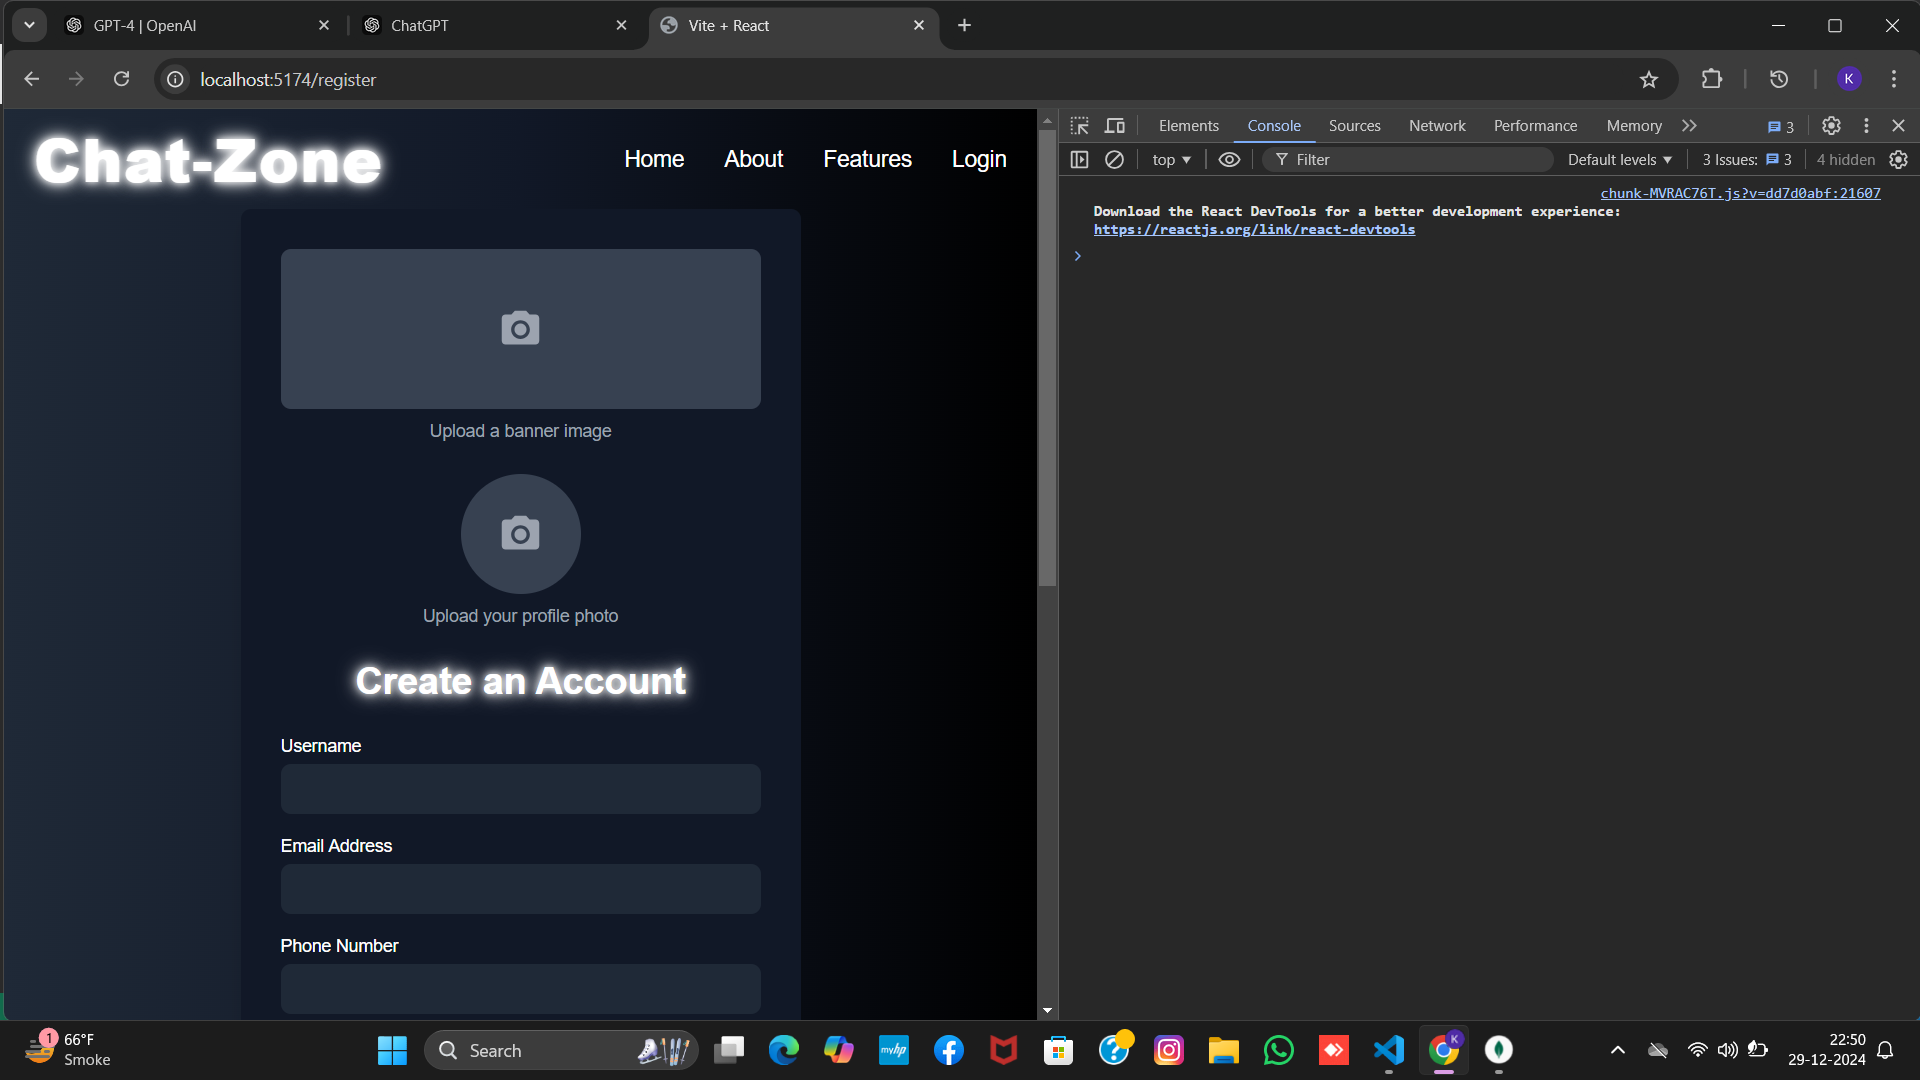 GPT-4 | OpenAI
ChatGPT
Vite + React
localhost:5174/register
K
Chat-Zone
Home
About
Features
Login
Upload a banner image
Upload your profile photo
Create an Account
Username
Email Address
Phone Number
Elements
Console
Sources
Network
Performance
Memory
3
top
Filter
Default levels
3 Issues:
3
4 hidden
chunk-MVRAC76T.js?v=dd7d0abf:21607
Download the React DevTools for a better development experience:
https://reactjs.org/link/react-devtools
1
66°F
Smoke
Search
myhp
K
22:50
29-12-2024